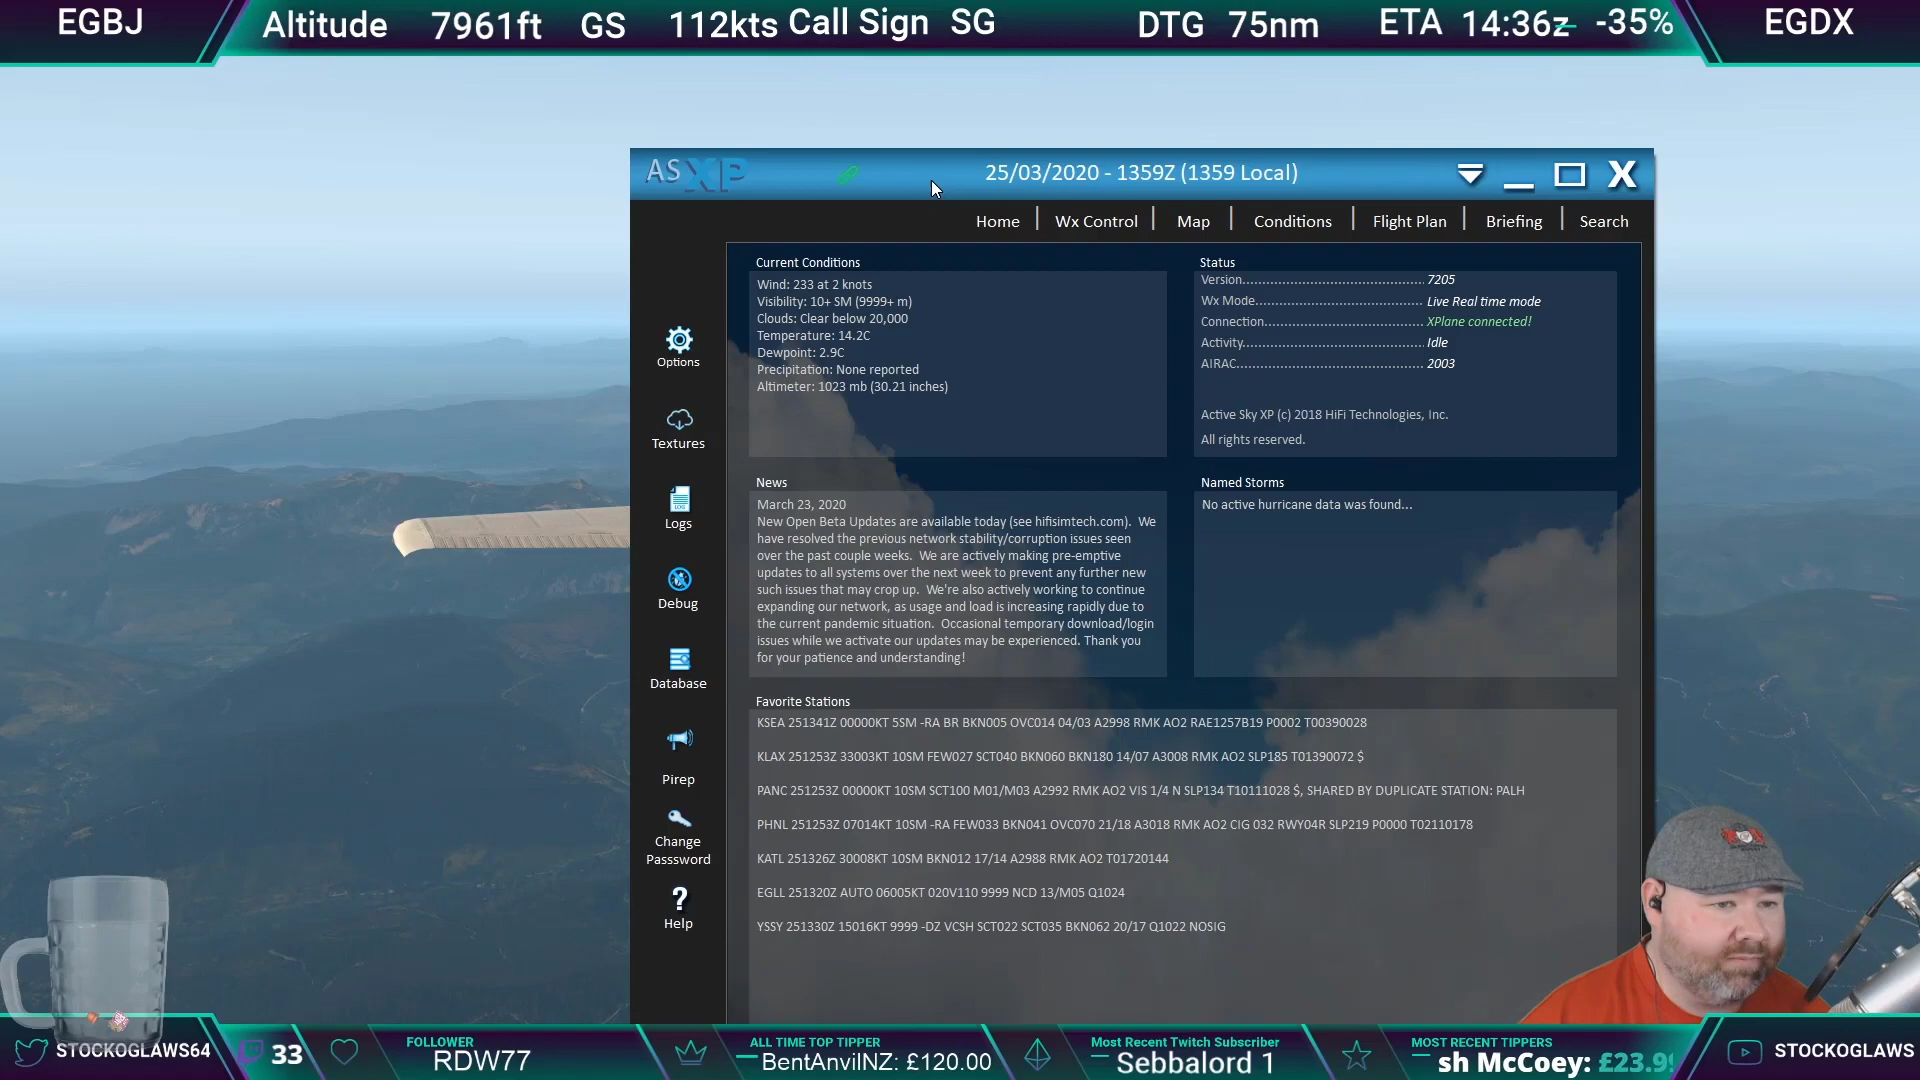 EGBJ
Altitude 7961ft GS 112kts Call Sign SG DTG 75nm ETA 14:36z -35%
EGDX
ASXP
25/03/2020 - 1359Z (1359 Local)
X
Home | Wx Control | Map | Conditions | Flight Plan | Briefing | Search
Options
Textures
Logs
Debug
Database
Pirep
Change
Passsword
?
Help
Current Conditions
Wind: 233 at 2 knots
Visibility: 10+ SM (9999+ m)
Clouds: Clear below 20,000
Temperature: 14.2C
Dewpoint: 2.9C
Precipitation: None reported
Altimeter: 1023 mb (30.21 inches)
Status
Version................................................ 7205
Wx Mode............................................ Live Real time mode
Connection.......................................... XPlane connected!
Activity............................................... Idle
AIRAC................................................. 2003
Active Sky XP (c) 2018 HiFi Technologies, Inc.
All rights reserved.
News
March 23, 2020
New Open Beta Updates are available today (see hifisimtech.com). We
have resolved the previous network stability/corruption issues seen
over the past couple weeks. We are actively making pre-emptive
updates to all systems over the next week to prevent any further new
such issues that may crop up. We're also actively working to continue
expanding our network, as usage and load is increasing rapidly due to
the current pandemic situation. Occasional temporary download/login
issues while we activate our updates may be experienced. Thank you
for your patience and understanding!
Named Storms
No active hurricane data was found...
Favorite Stations
KSEA 251341Z 00000KT 5SM -RA BR BKN005 OVC014 04/03 A2998 RMK AO2 RAE1257B19 P0002 T00390028
KLAX 251253Z 33003KT 10SM FEW027 SCT040 BKN060 BKN180 14/07 A3008 RMK AO2 SLP185 T01390072 $
PANC 251253Z 00000KT 10SM SCT100 M01/M03 A2992 RMK AO2 VIS 1/4 N SLP134 T10111028 $, SHARED BY DUPLICATE STATION: PALH
PHNL 251253Z 07014KT 10SM -RA FEW033 BKN041 OVC070 21/18 A3018 RMK AO2 CIG 032 RWY04R SLP219 P0000 T02110178
KATL 251326Z 30008KT 10SM BKN012 17/14 A2988 RMK AO2 T01720144
EGLL 251320Z AUTO 06005KT 020V110 9999 NCD 13/M05 Q1024
YSSY 251330Z 15016KT 9999 -DZ VCSH SCT022 SCT035 BKN062 20/17 Q1022 NOSIG
STOCKOGLAWS64
33
FOLLOWER
RDW77
ALL TIME TOP TIPPER
BentAnvilNZ: £120.00
Most Recent Twitch Subscriber
Sebbalord 1
MOST RECENT TIPPERS
sh McCoey: £23.99
STOCKOGLAWS